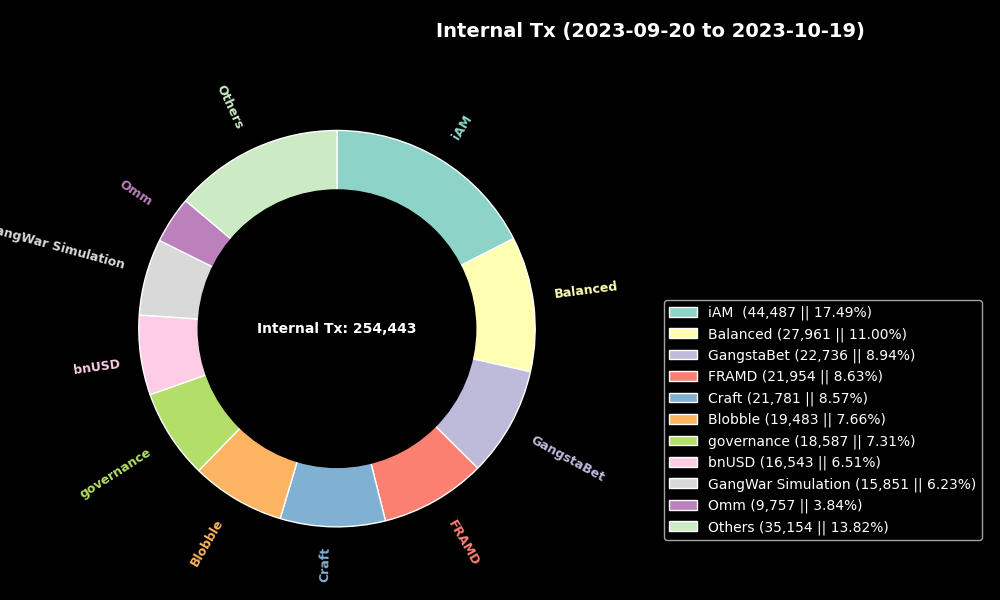 Internal Tx (2023-09-20 to 2023-10-19)
Others
iAM
Omm
angWar Simulation
Balanced
Internal Tx: 254,443
bnUSD
governance
GangstaBet
Blobble
Craft
FRAMD
iAM (44,487 || 17.49%)
Balanced (27,961 || 11.00%)
GangstaBet (22,736 || 8.94%)
FRAMD (21,954 || 8.63%)
Craft (21,781 || 8.57%)
Blobble (19,483 || 7.66%)
governance (18,587 || 7.31%)
bnUSD (16,543 || 6.51%)
GangWar Simulation (15,851 || 6.23%)
Omm (9,757 || 3.84%)
Others (35,154 || 13.82%)